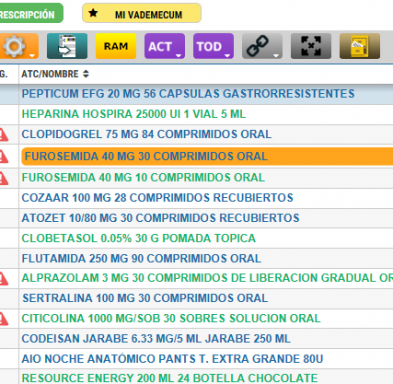 RESCRIPCIÓN
MI VADEMECUM
RAM ACT TOD
G. ATC/NOMBRE
PEPTICUM EFG 20 MG 56 CAPSULAS GASTRORRESISTENTES
HEPARINA HOSPIRA 25000 UI 1 VIAL 5 ML
CLOPIDOGREL 75 MG 84 COMPRIMIDOS ORAL
FUROSEMIDA 40 MG 30 COMPRIMIDOS ORAL
FUROSEMIDA 40 MG 10 COMPRIMIDOS ORAL
COZAAR 100 MG 28 COMPRIMIDOS RECUBIERTOS
ATOZET 10/80 MG 30 COMPRIMIDOS RECUBIERTOS
CLOBETASOL 0.05% 30 G POMADA TOPICA
FLUTAMIDA 250 MG 90 COMPRIMIDOS ORAL
ALPRAZOLAM 3 MG 30 COMPRIMIDOS DE LIBERACION GRADUAL OR
SERTRALINA 100 MG 30 COMPRIMIDOS ORAL
CITICOLINA 1000 MG/SOB 30 SOBRES SOLUCION ORAL
CODEISAN JARABE 6.33 MG/5 ML JARABE 250 ML
AIO NOCHE ANATÓMICO PANTS T. EXTRA GRANDE 80U
RESOURCE ENERGY 200 ML 24 BOTELLA CHOCOLATE